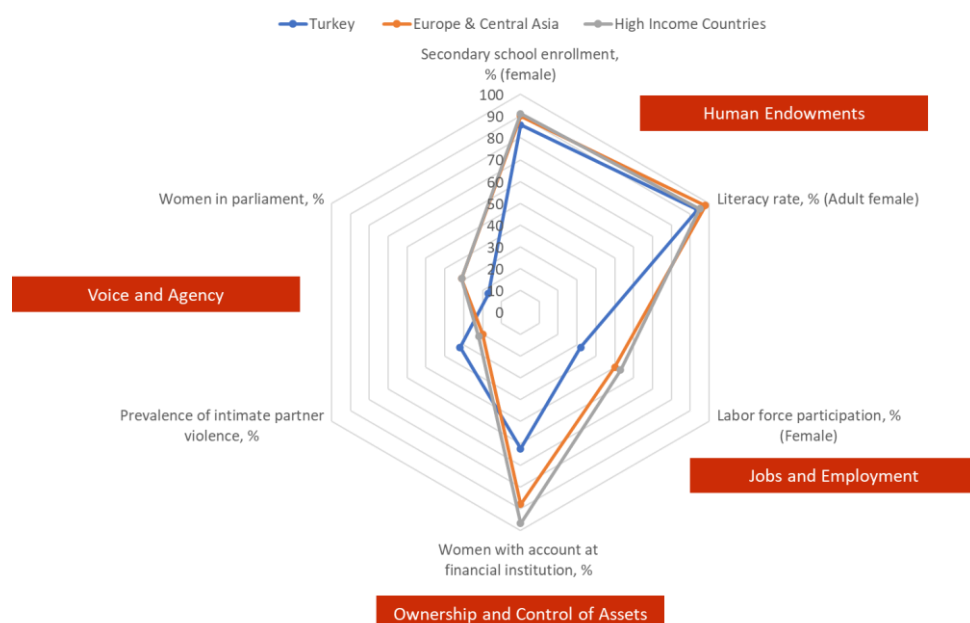 Turkey
Europe & Central Asia
High Income Countries
Secondary school enrollment,
% (female)
100
90
80
70
60
50
40
30
20
10
0
Human Endowments
Women in parliament, %
Literacy rate, % (Adult female)
Voice and Agency
Prevalence of intimate partner
violence, %
Labor force participation, %
(Female)
Jobs and Employment
Women with account at
financial institution, %
Ownership and Control of Assets